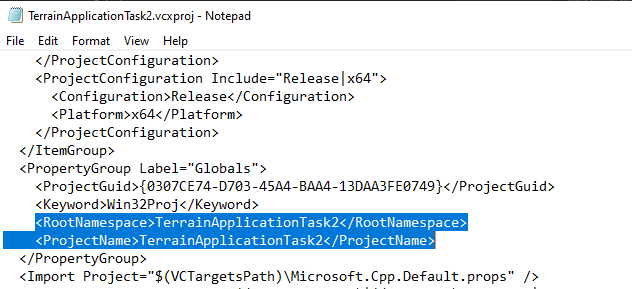 TerrainApplicationTask2.vcxproj - Notepad
File Edit Format View Help
</ProjectConfiguration>
<ProjectConfiguration Include="Release|x64">
<Configuration>Release</Configuration>
<Platform>x64</Platform>
</ProjectConfiguration>
</ItemGroup>
<PropertyGroup Label="Globals">
<ProjectGuid>{0307CE74-D703-45A4-BAA4-13DAA3FE0749}</ProjectGuid>
<Keyword>Win32Proj</Keyword>
<RootNamespace>TerrainApplicationTask2</RootNamespace>
<ProjectName>TerrainApplicationTask2</ProjectName>
</PropertyGroup>
<Import Project="$(VCTargetsPath)\Microsoft.Cpp.Default.props" />